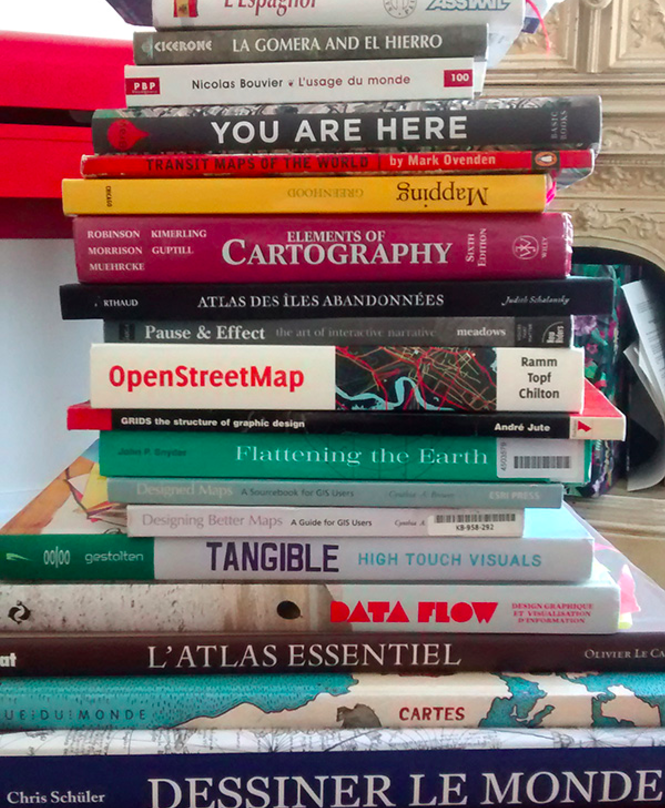 L'Espagnol
ASSiMiL
CICERONE LA GOMERA AND EL HIERRO
PBP Nicolas Bouvier L'usage du monde 100
YOU ARE HERE BASIC BOOKS
TRANSIT MAPS OF THE WORLD | by Mark Ovenden
CHICAGO GREENHOOD Mapping
ROBINSON KIMERLING
MORRISON GUPTILL
MUEHRCKE
ELEMENTS OF
CARTOGRAPHY
SIXTH
EDITION
WILEY
RTHAUD ATLAS DES ÎLES ABANDONNÉES Judith Schalansky
Pause & Effect the art of interactive narrative meadows
New Riders
OpenStreetMap
Ramm
Topf
Chilton
GRIDS the structure of graphic design André Jute
John P. Snyder Flattening the Earth
Designed Maps A Sourcebook for GIS Users Cynthia A. Brewer ESRI PRESS
Designing Better Maps A Guide for GIS Users Cynthia A
KB-958-292
gestalten TANGIBLE HIGH TOUCH VISUALS
DATA FLOW
DESIGN GRAPHIQUE
ET VISUALISATION
D'INFORMATION
at L'ATLAS ESSENTIEL OLIVIER LE CA
UE|DU|MONDE CARTES
Chris Schüler DESSINER LE MONDE